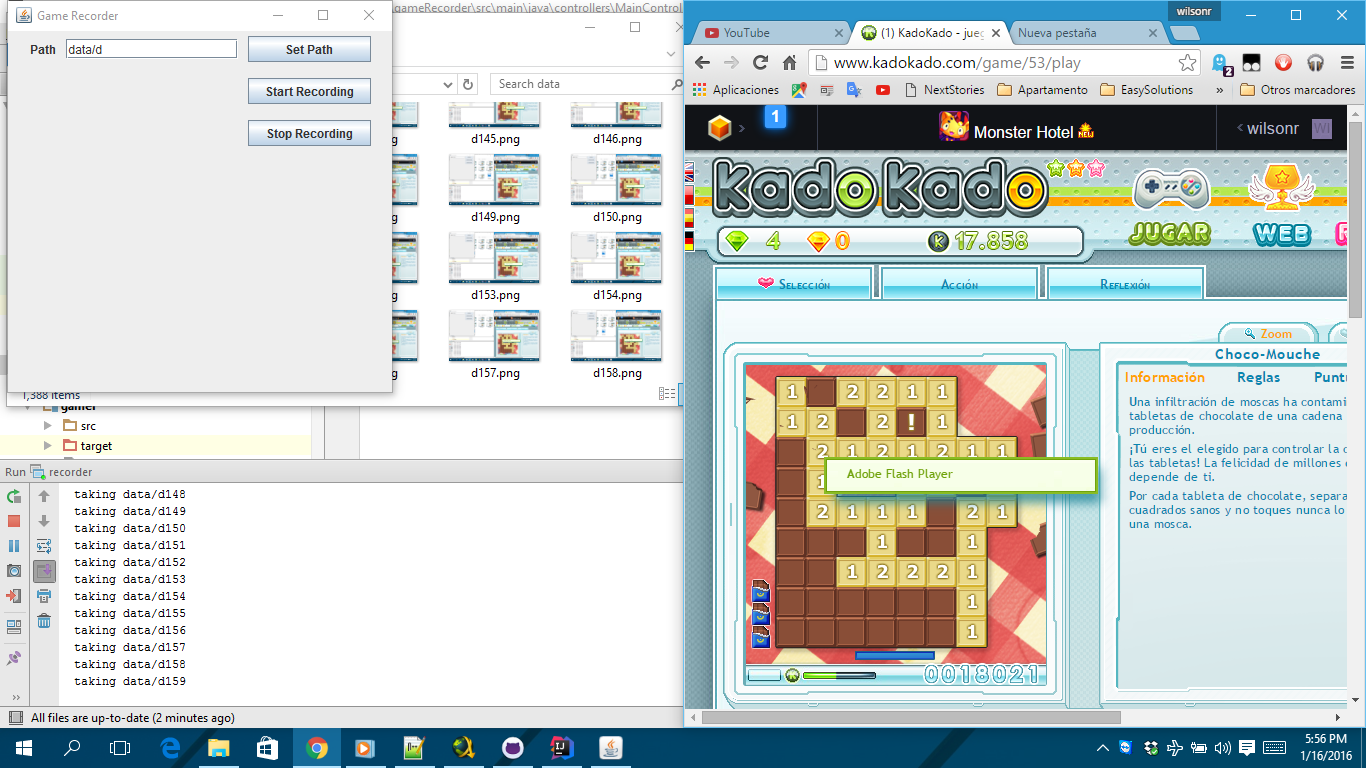 Game Recorder
Path data/d Set Path
Start Recording
Stop Recording
.gameRecorder\src\main\java\controllers\MainControl
Search data
d145.png d146.png
d149.png d150.png
d153.png d154.png
d157.png d158.png
1,388 items
gamer
src
target
Run recorder
taking data/d148
taking data/d149
taking data/d150
taking data/d151
taking data/d152
taking data/d153
taking data/d154
taking data/d155
taking data/d156
taking data/d157
taking data/d158
taking data/d159
All files are up-to-date (2 minutes ago)
wilsonr
YouTube (1) KadoKado - jueg Nueva pestaña
www.kadokado.com/game/53/play
2
Aplicaciones NextStories Apartamento EasySolutions » Otros marcadores
1 Monster Hotel NEW wilsonr WI
KadoKado
4 0 K 17.858
JUGAR WEB
Selección Acción Reflexión
Zoom
Choco-Mouche
Información Reglas Puntu
Una infiltración de moscas ha contami
tabletas de chocolate de una cadena
producción.
¡Tú eres el elegido para controlar la c
las tabletas! La felicidad de millones
depende de ti.
Por cada tableta de chocolate, separa
cuadrados sanos y no toques nunca lo
una mosca.
1 2 2 1 1
1 2 2 ! 1
2 1 1 1 2 1 1
Adobe Flash Player
2 1 1 1 2 1
1 1
1 2 2 2 1
1
1
0018021
5:56 PM
1/16/2016